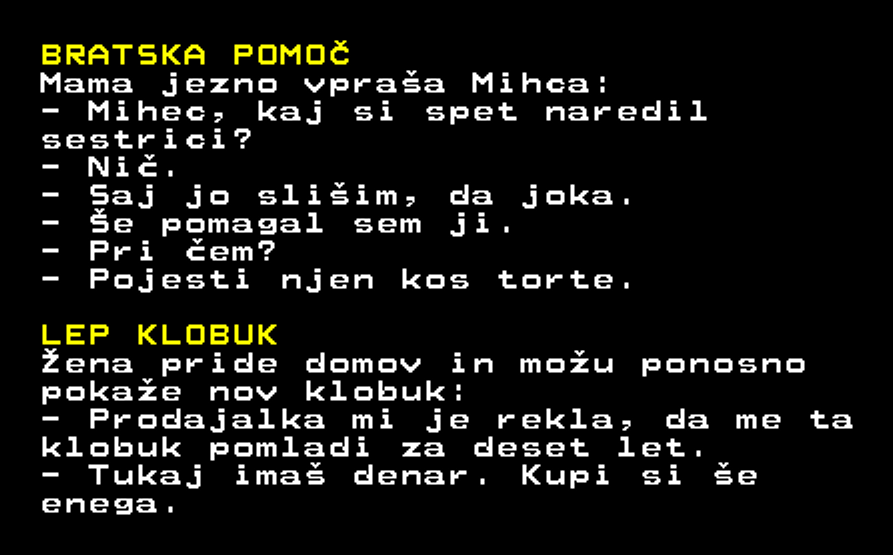 BRATSKA POMOČ
Mama jezno vpraša Mihca:
- Mihec, kaj si spet naredil
sestrici?
- Nič.
- Saj jo slišim, da joka.
- Še pomagal sem ji.
- Pri čem?
- Pojesti njen kos torte.
LEP KLOBUK
Žena pride domov in možu ponosno
pokaže nov klobuk:
- Prodajalka mi je rekla, da me ta
klobuk pomladi za deset let.
- Tukaj imaš denar. Kupi si še
enega.